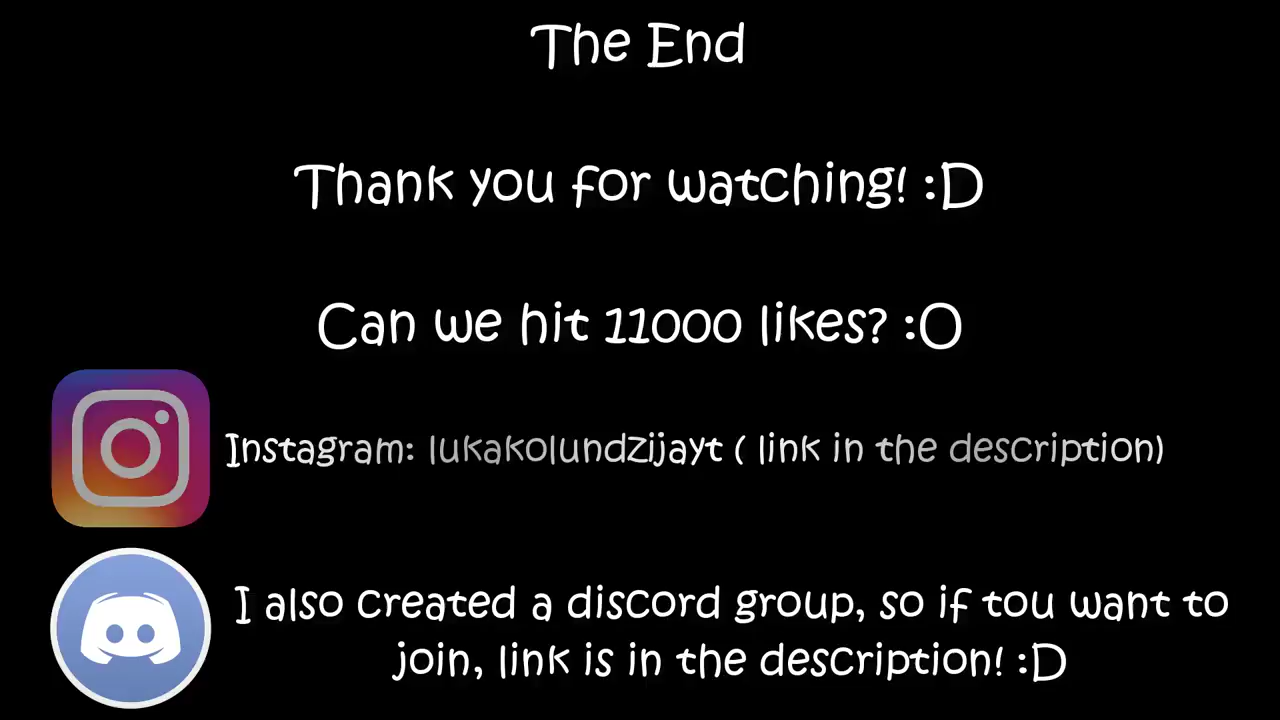 The End
Thank you for watching! :D
Can we hit 11000 likes? :O
Instagram: lukakolundzijayt ( link in the description)
I also created a discord group, so if tou want to
join, link is in the description! :D